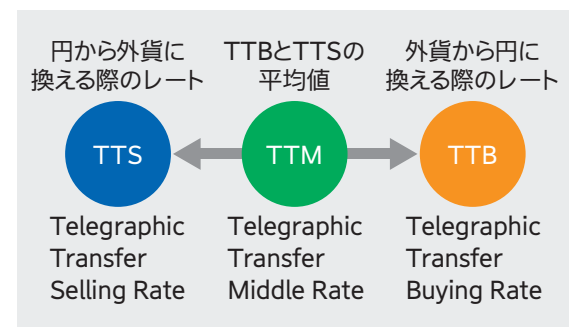 円から外貨に
換える際のレート
TTBとTTSの
平均値
外貨から円に
換える際のレート
TTS
TTM
TTB
Telegraphic
Transfer
Selling Rate
Telegraphic
Transfer
Middle Rate
Telegraphic
Transfer
Buying Rate